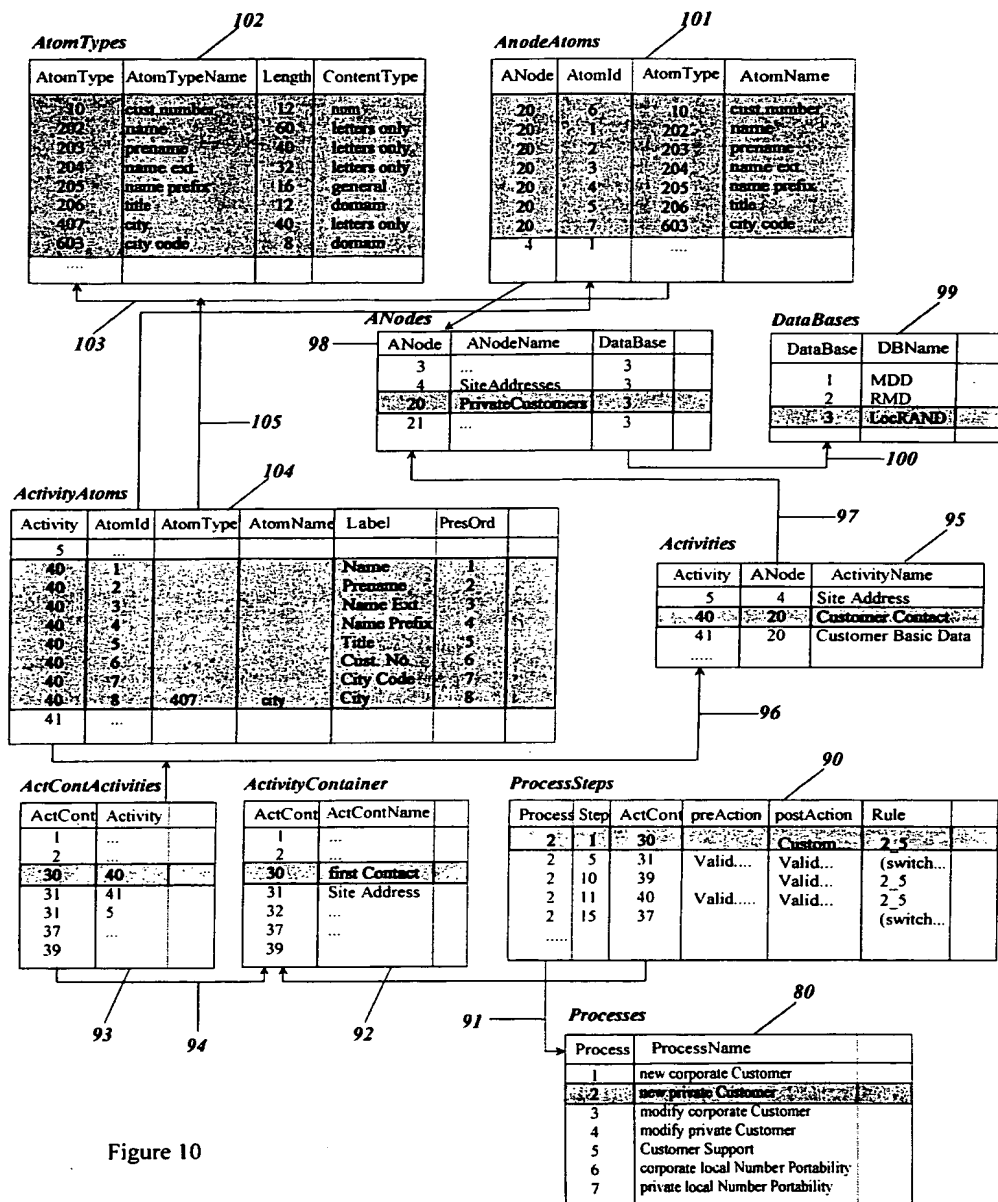 102
AtomTypes
AtomType AtomTypeName Length ContentType
10 cust.number 12 num
202 name 60 letters only
203 prename 40 letters only
204 name ext. 32 letters only
205 name prefix 16 general
206 title 12 domain
407 city 40 letters only
603 city code 8 domain
....
101
AnodeAtoms
ANode AtomId AtomType AtomName
20 6 10 cust.number
20 1 202 name
20 2 203 prename
20 3 204 name ext.
20 4 205 name prefix
20 5 206 title
20 7 603 city code
4 1 ....
103
105
98
ANodes
ANode ANodeName DataBase
3 ... 3
4 SiteAddresses 3
20 PrivateCustomers 3
21 ... 3
99
DataBases
DataBase DBName
1 MDD
2 RMD
3 LocRAND
100
104
ActivityAtoms
Activity AtomId AtomType AtomName Label PresOrd
5 ...
40 1 Name 1
40 2 Prename 2
40 3 Name Ext. 3
40 4 Name Prefix 4
40 5 Title 5
40 6 Cust. No. 6
40 7 City Code 7
40 8 407 city City 8
41 ...
97
95
Activities
Activity ANode ActivityName
5 4 Site Address
40 20 Customer Contact
41 20 Customer Basic Data
.....
96
ActContActivities
ActCont Activity
1 ...
2 ...
30 40
31 41
31 5
37 ...
39
93
94
ActivityContainer
ActCont ActContName
1 ...
2 ...
30 first Contact
31 Site Address
32 ...
37 ...
39
92
90
ProcessSteps
Process Step ActCont preAction postAction Rule
2 1 30 Custom... 2_5
2 5 31 Valid.... Valid... (switch...
2 10 39 Valid... 2_5
2 11 40 Valid..... Valid... 2_5
2 15 37 (switch...
.....
91
80
Processes
Process ProcessName
1 new corporate Customer
2 new private Customer
3 modify corporate Customer
4 modify private Customer
5 Customer Support
6 corporate local Number Portability
7 private local Number Portability
Figure 10